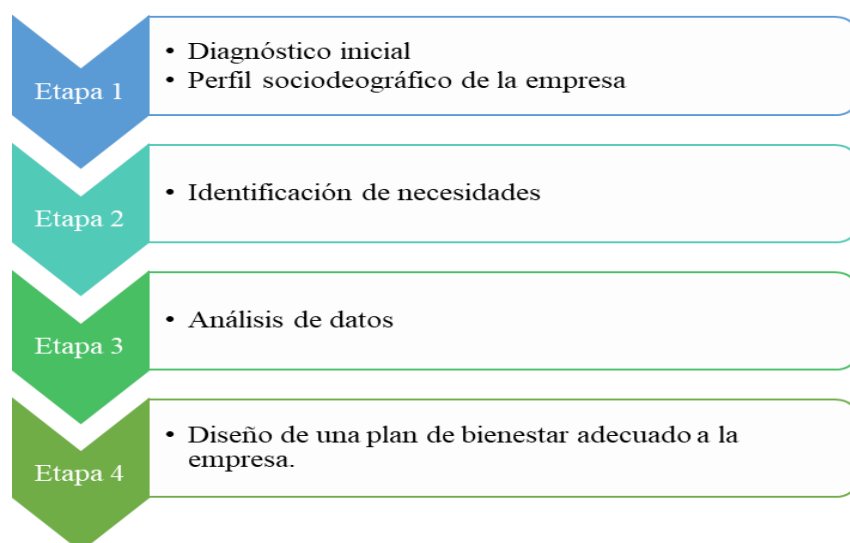 Etapa 1
• Diagnóstico inicial
• Perfil sociodeográfico de la empresa
Etapa 2
• Identificación de necesidades
Etapa 3
• Análisis de datos
Etapa 4
• Diseño de una plan de bienestar adecuado a la
empresa.